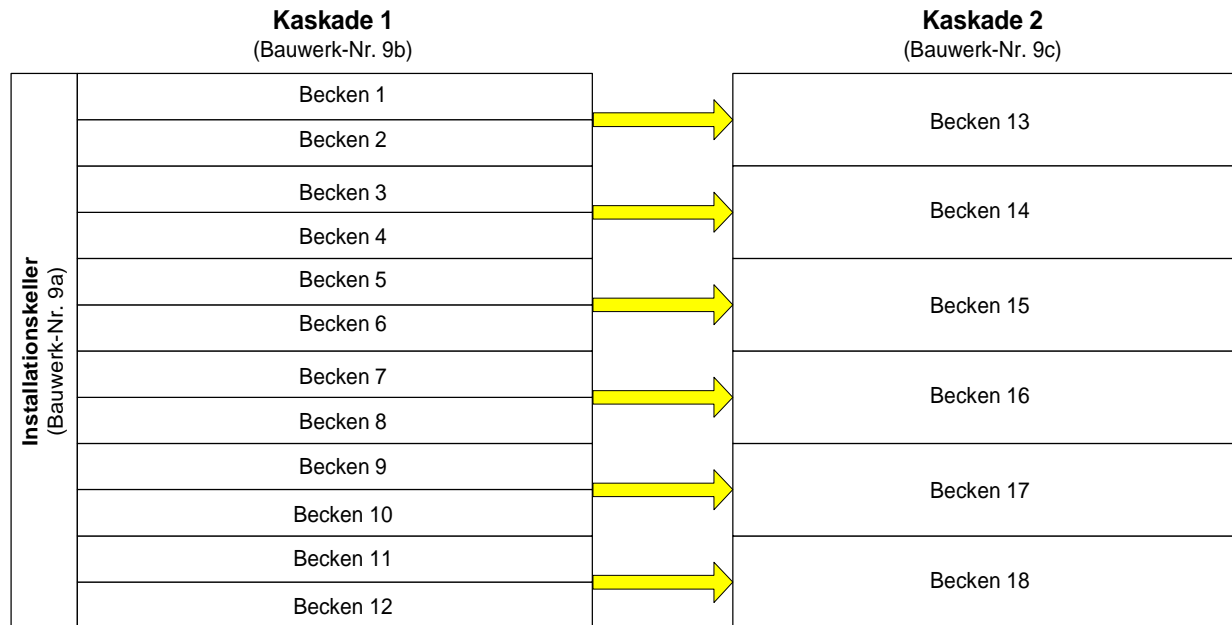 Kaskade 1
(Bauwerk-Nr. 9b)
Kaskade 2
(Bauwerk-Nr. 9c)
Installationskeller
(Bauwerk-Nr. 9a)
Becken 1
Becken 2
Becken 3
Becken 4
Becken 5
Becken 6
Becken 7
Becken 8
Becken 9
Becken 10
Becken 11
Becken 12
Becken 13
Becken 14
Becken 15
Becken 16
Becken 17
Becken 18